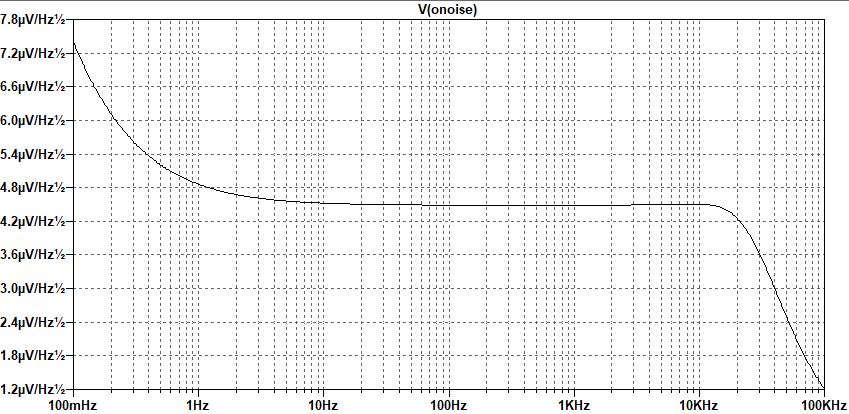 V(onoise)
7.8µV/Hz½
7.2µV/Hz½
6.6µV/Hz½
6.0µV/Hz½
5.4µV/Hz½
4.8µV/Hz½
4.2µV/Hz½
3.6µV/Hz½
3.0µV/Hz½
2.4µV/Hz½
1.8µV/Hz½
1.2µV/Hz½
100mHz 1Hz 10Hz 100Hz 1KHz 10KHz 100KHz